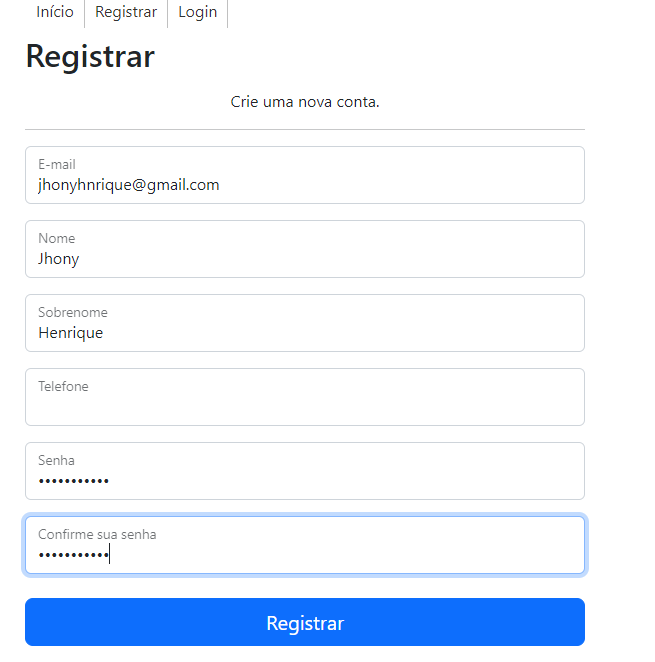 Início Registrar Login
Registrar
Crie uma nova conta.
E-mail
jhonyhnrique@gmail.com
Nome
Jhony
Sobrenome
Henrique
Telefone
Senha
•••••••••••
Confirme sua senha
•••••••••••
Registrar